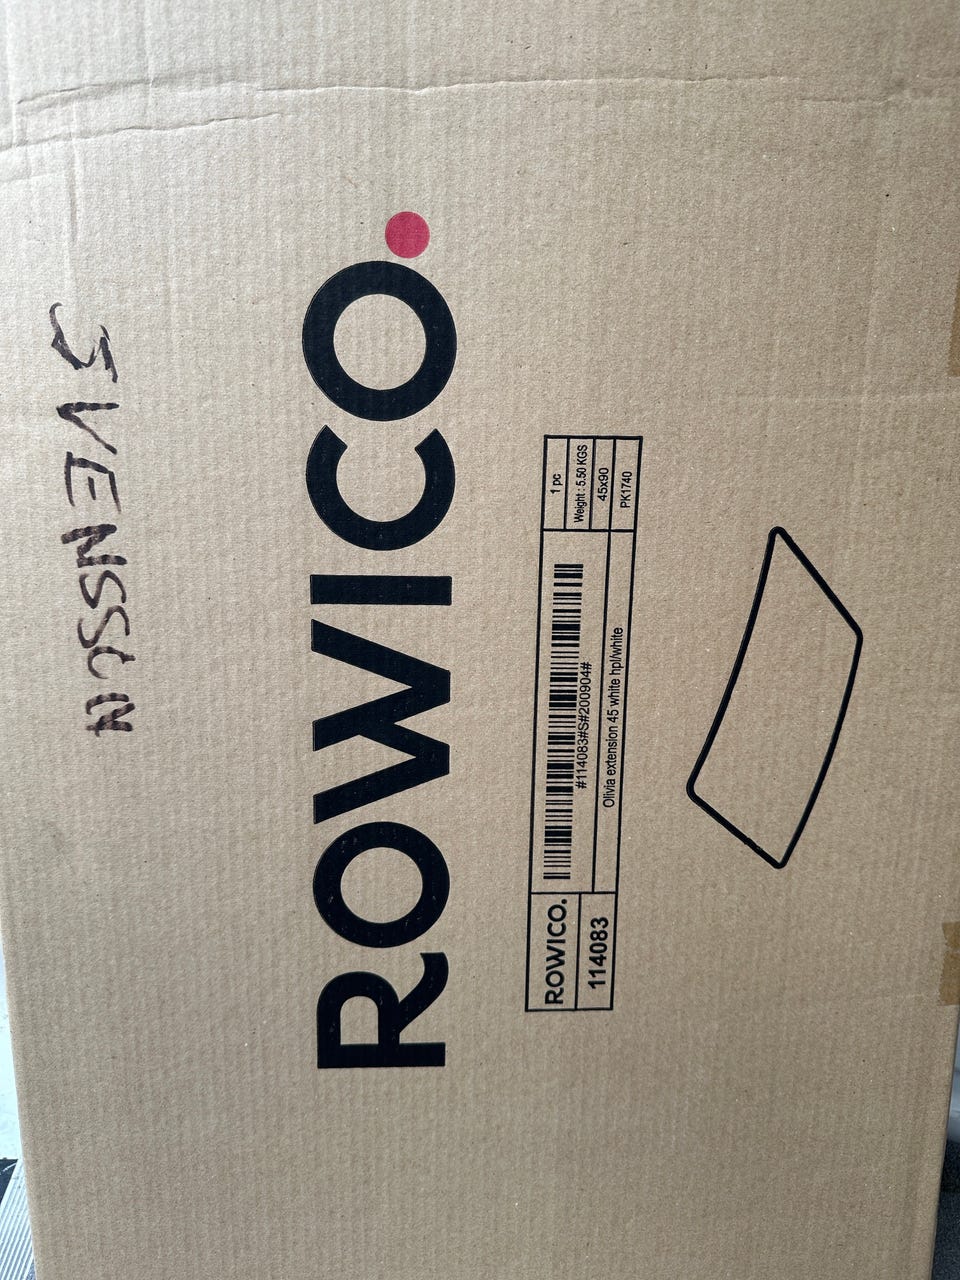 SVENSSON
ROWICO.
ROWICO.
114083
#114083#S#200904#
Olivia extension 45 white hpl/white
1 pc
Weight : 5.50 KGS
45x90
PK1740